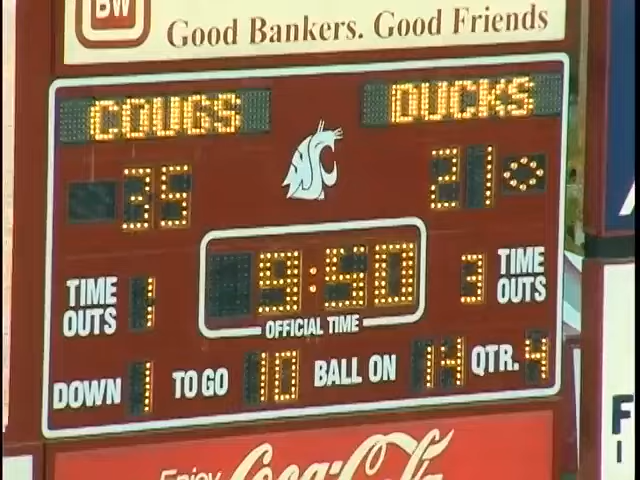 BW
Good Bankers. Good Friends
COUGS DUCKS
35 21
9:50
TIME OUTS 1
3 TIME OUTS
OFFICIAL TIME
DOWN 1 TO GO 10 BALL ON 14 QTR. 4
Enjoy
Coca-Cola
F